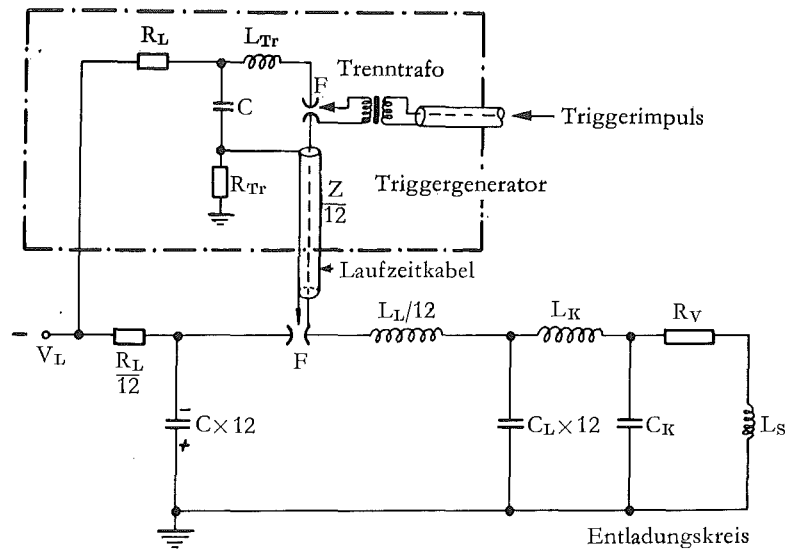 R_L
L_Tr
F
Trenntrafo
C
Triggerimpuls
R_Tr
Triggergenerator
Z/12
Laufzeitkabel
L_L/12
L_K
R_V
- V_L
R_L/12
F
C×12
-
+
C_L×12
C_K
L_S
Entladungskreis